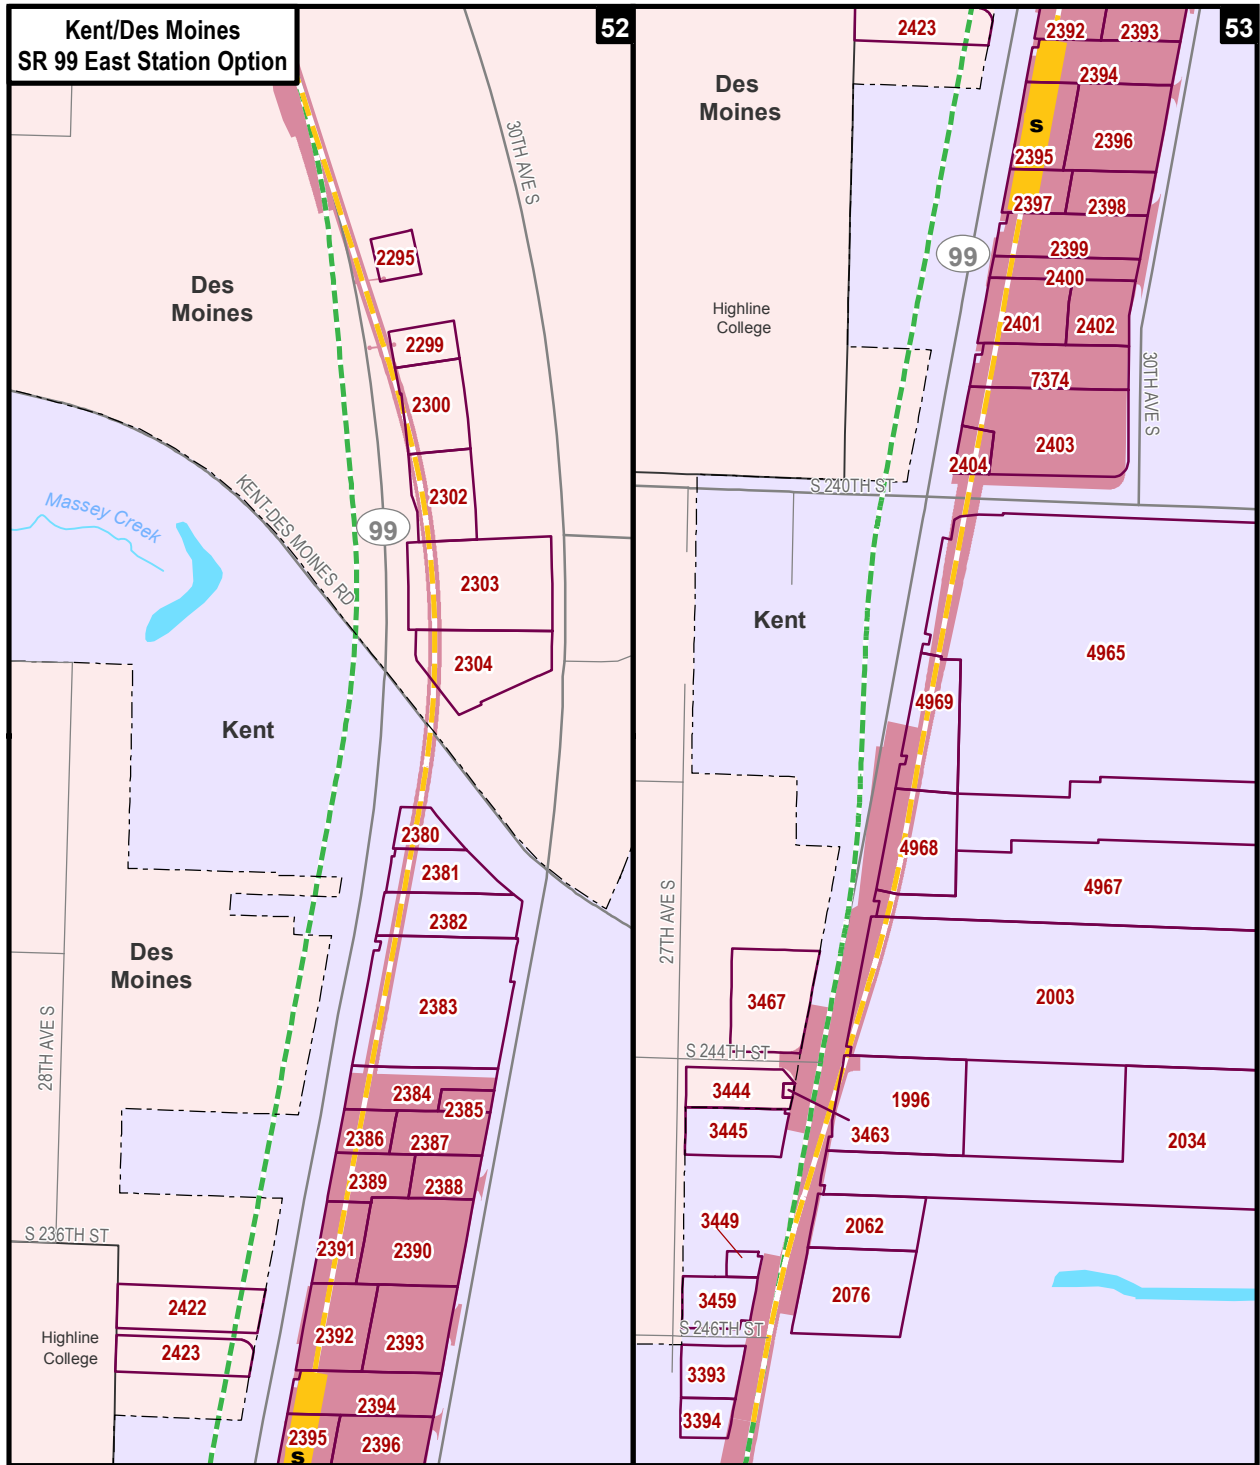 Kent/Des Moines
SR 99 East Station Option
52
30TH AVE S
2295
Des
Moines
2299
2300
2302
KENT-DES MOINES RD
Massey Creek
99
2303
2304
Kent
2380
2381
2382
Des
Moines
2383
28TH AVE S
2384
2385
2386
2387
2389
2388
S 236TH ST
2391
2390
2422
2392
2393
Highline
College
2423
2394
2395
2396
S
53
2423
2392
2393
Des
Moines
2394
S
2396
2395
2397
2398
99
2399
2400
Highline
College
2401
2402
30TH AVE S
7374
2403
2404
S 240TH ST
Kent
4965
4969
4968
4967
27TH AVE S
3467
2003
S 244TH ST
3444
1996
3445
3463
2034
3449
2062
3459
2076
S 246TH ST
3393
3394